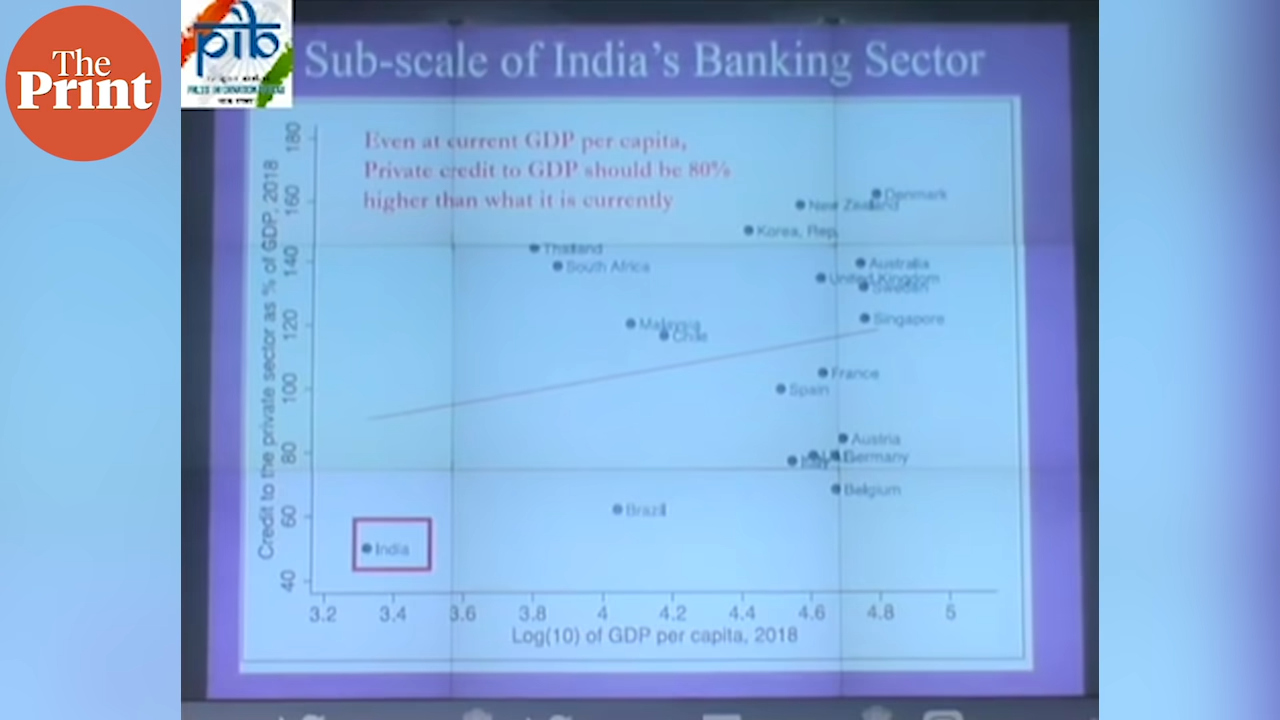 The
Print
pib
Sub-scale of India's Banking Sector
Even at current GDP per capita,
Private credit to GDP should be 80%
higher than what it is currently
Credit to the private sector as % of GDP, 2018
180
160
140
120
100
80
60
40
Denmark
New Zealand
Korea, Rep.
Thailand
South Africa
Australia
United Kingdom
Sweden
Malaysia
Singapore
Chile
France
Spain
Austria
Germany
Italy
Belgium
Brazil
India
3.2 3.4 3.6 3.8 4 4.2 4.4 4.6 4.8 5
Log(10) of GDP per capita, 2018